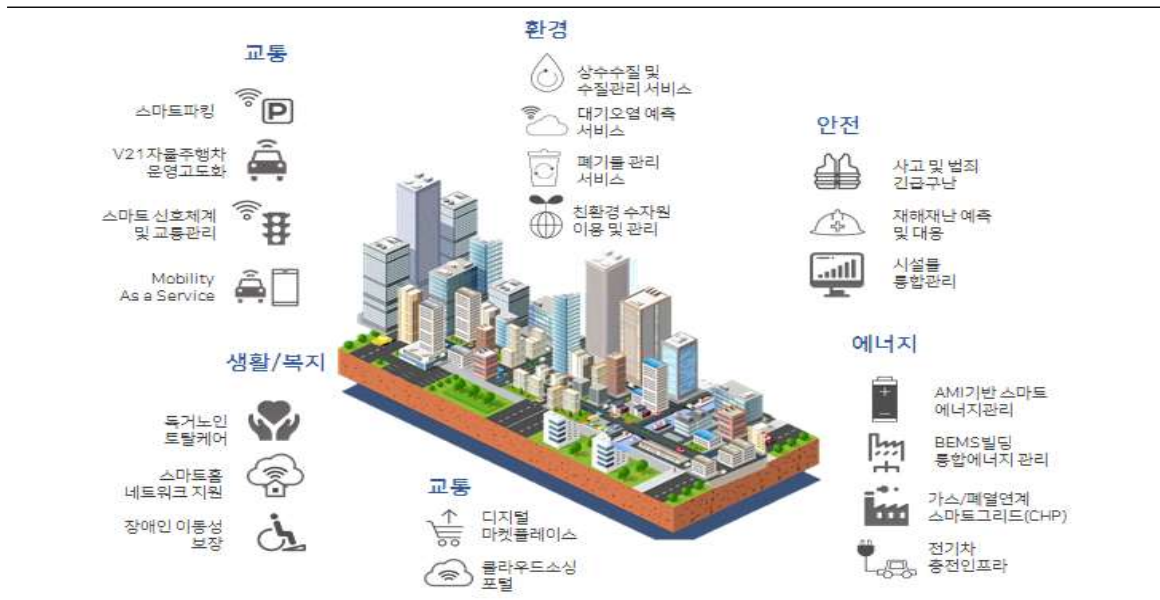 교통
스마트파킹
P
V21자율주행차
운영고도화
스마트 신호체계
및 교통관리
Mobility
As a Service
환경
상수수질 및
수질관리 서비스
대기오염 예측
서비스
폐기물 관리
서비스
친환경 수자원
이용 및 관리
안전
사고 및 범죄
긴급구난
재해재난 예측
및 대응
시설물
통합관리
생활/복지
독거노인
토탈케어
스마트홈
네트워크 지원
장애인 이동성
보장
교통
디지털
마켓플레이스
클라우드소싱
포털
에너지
AMI기반 스마트
에너지관리
BEMS빌딩
통합에너지 관리
가스/폐열연계
스마트그리드(CHP)
전기차
충전인프라